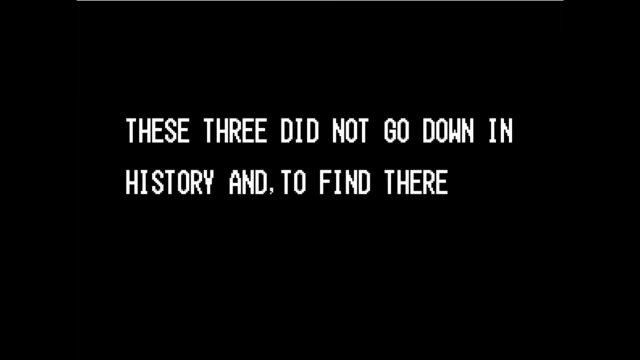 THESE THREE DID NOT GO DOWN IN
HISTORY AND,TO FIND THERE